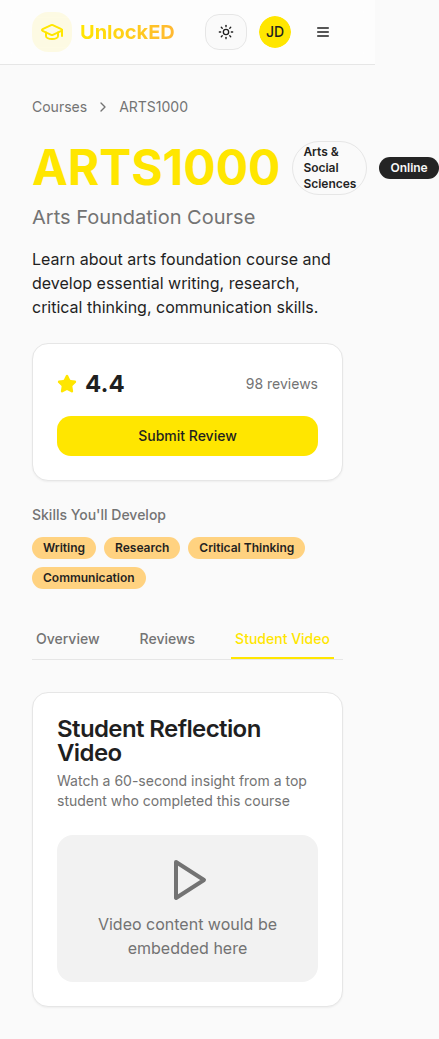 UnlockED
JD
Courses
ARTS1000
ARTS1000
Arts &
Social
Sciences
Online
Arts Foundation Course
Learn about arts foundation course and
develop essential writing, research,
critical thinking, communication skills.
4.4
98 reviews
Submit Review
Skills You'll Develop
Writing
Research
Critical Thinking
Communication
Overview
Reviews
Student Video
Student Reflection
Video
Watch a 60-second insight from a top
student who completed this course
Video content would be
embedded here